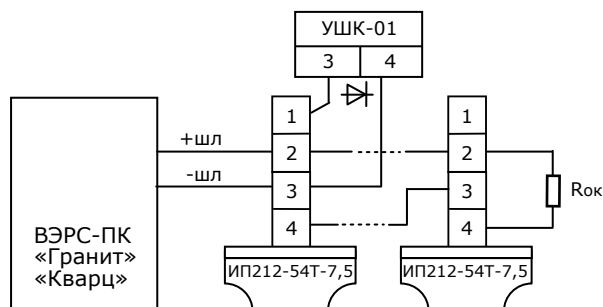 УШК-01
3 4
1 1
+шл 2 2
-шл 3 3 Rок
4 4
ВЭРС-ПК
«Гранит»
«Кварц»
ИП212-54Т-7,5 ИП212-54Т-7,5